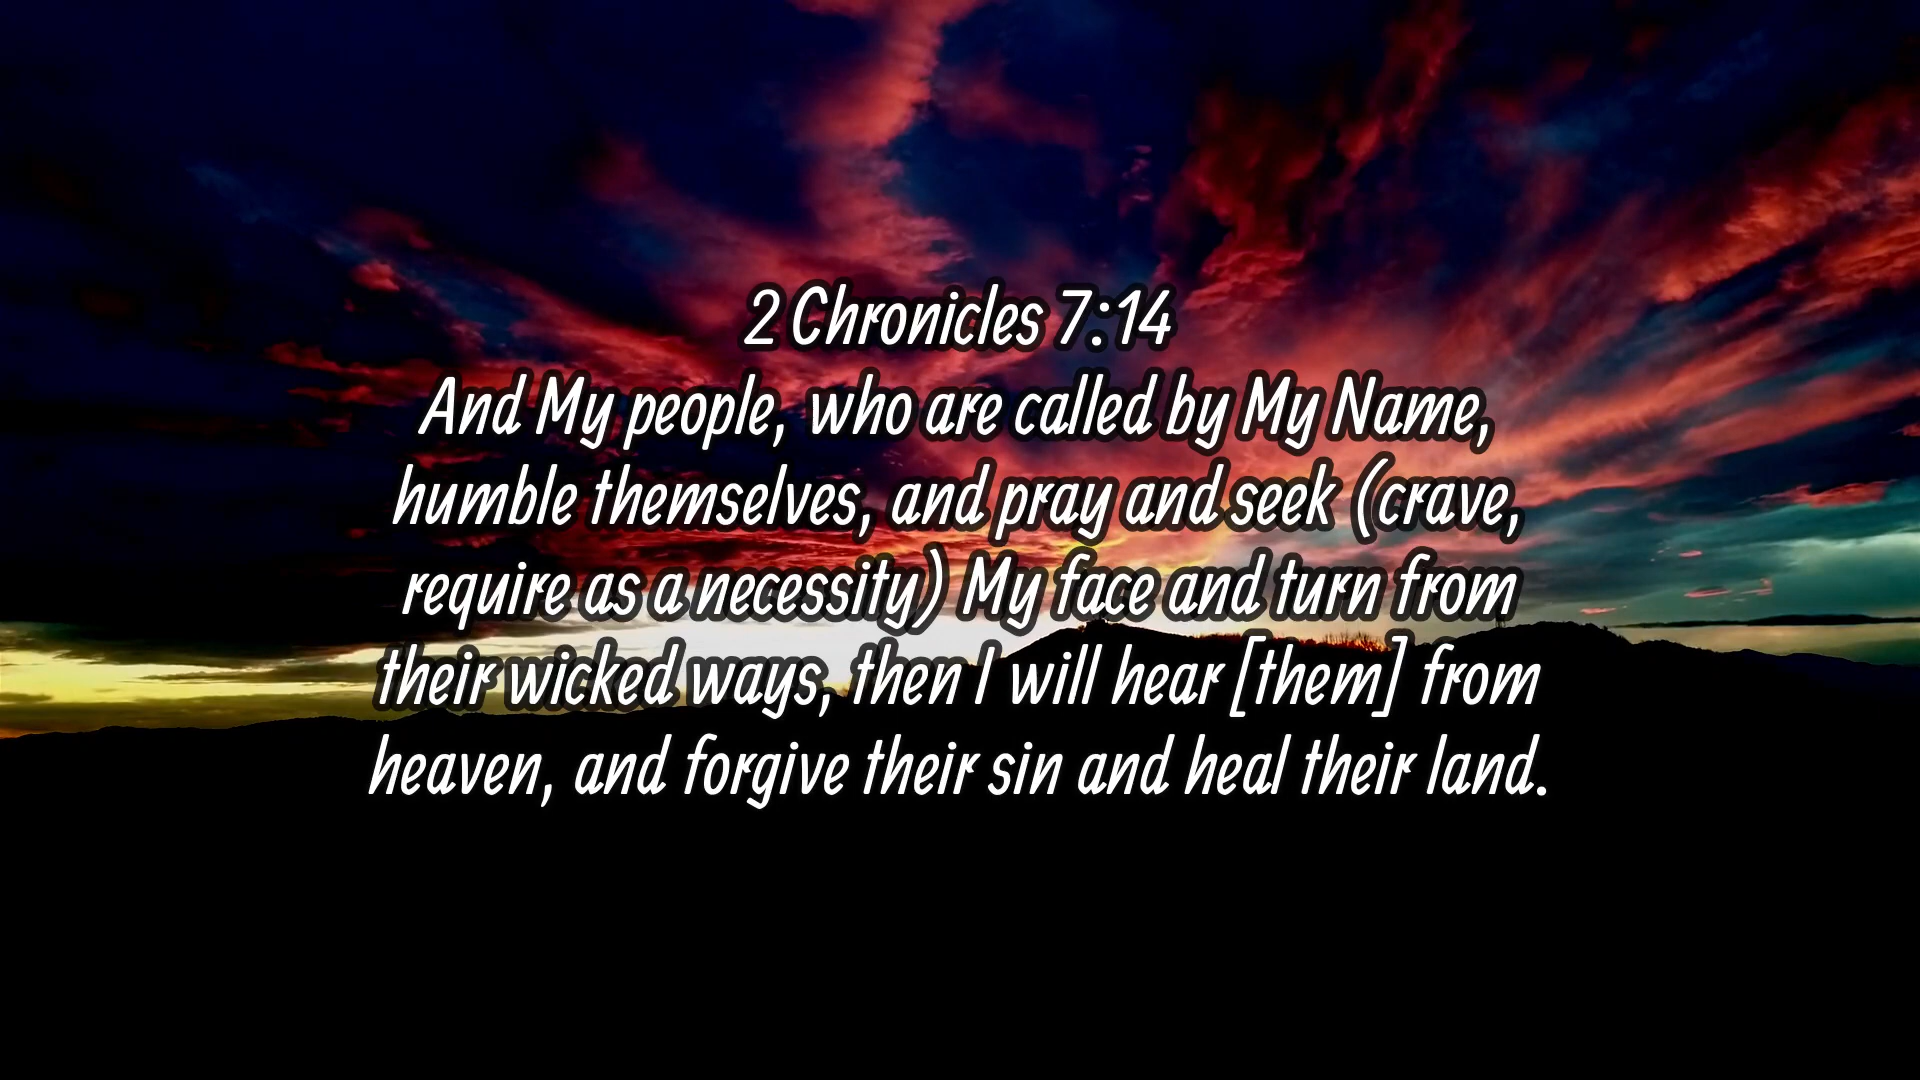 2 Chronicles 7:14
And My people, who are called by My Name,
humble themselves, and pray and seek (crave,
require as a necessity) My face and turn from
their wicked ways, then I will hear [them] from
heaven, and forgive their sin and heal their land.